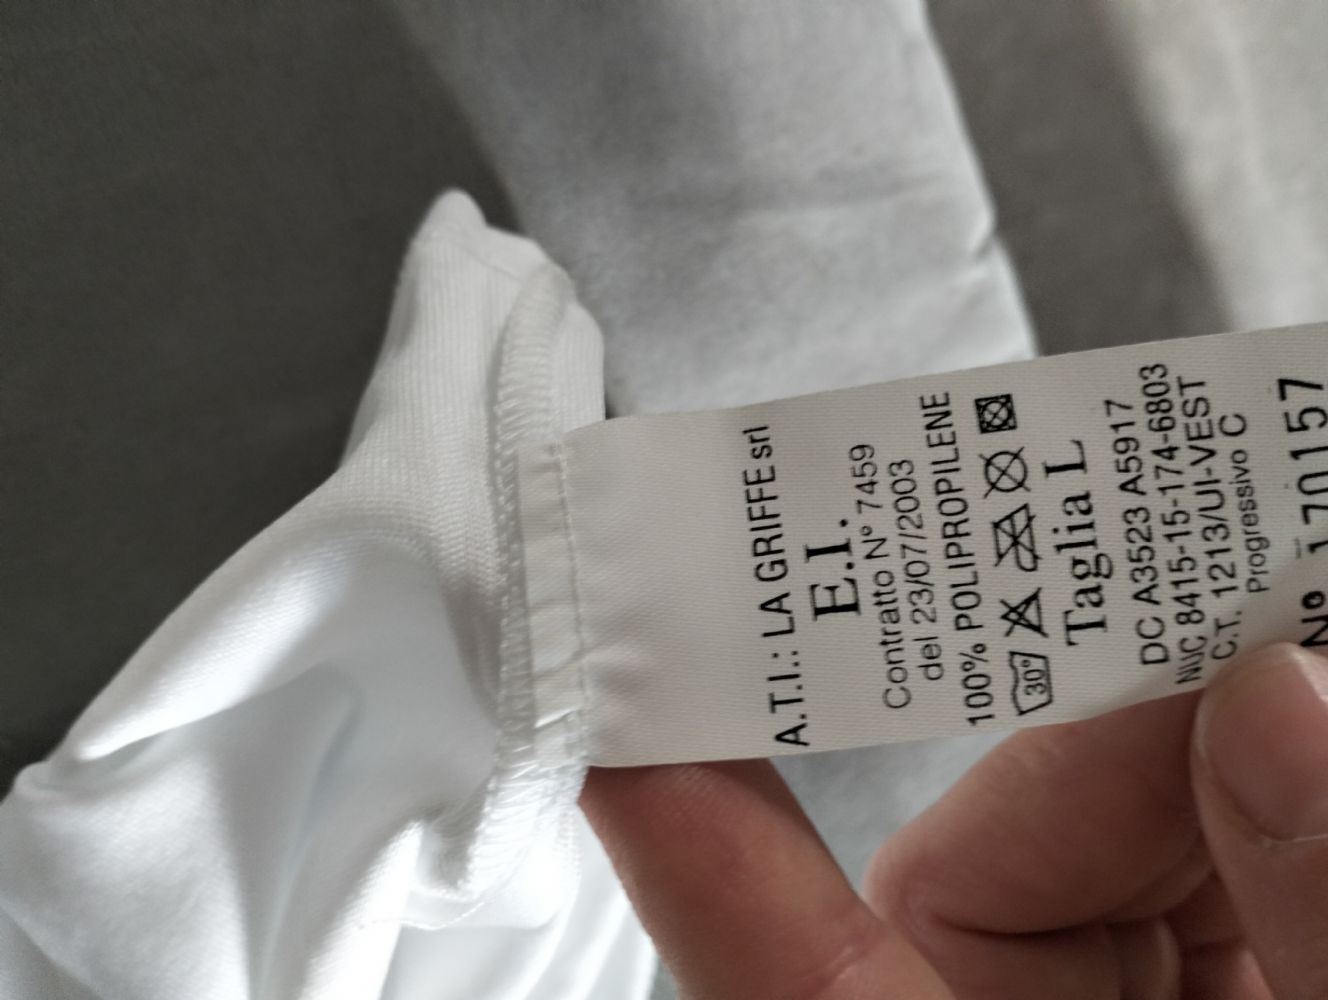 A.T.I.: LA GRIFFE srl
E.I.
Contratto N° 7459
del 23/07/2003
100% POLIPROPILENE
30°
Taglia L
DC A3523 A5917
NUC 8415-15-174-6803
C.T. 1213/UI-VEST
Progressivo C
N° 170157